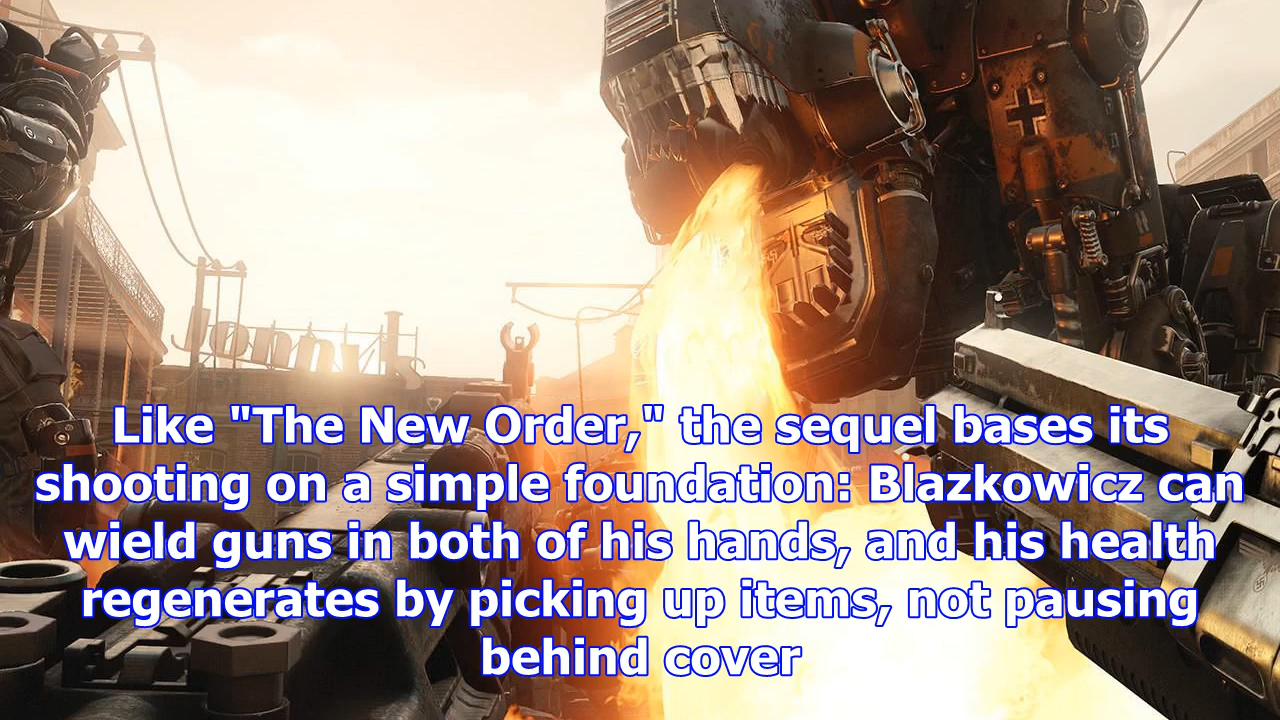 Jonny's
Like "The New Order," the sequel bases its
shooting on a simple foundation: Blazkowicz can
wield guns in both of his hands, and his health
regenerates by picking up items, not pausing
behind cover